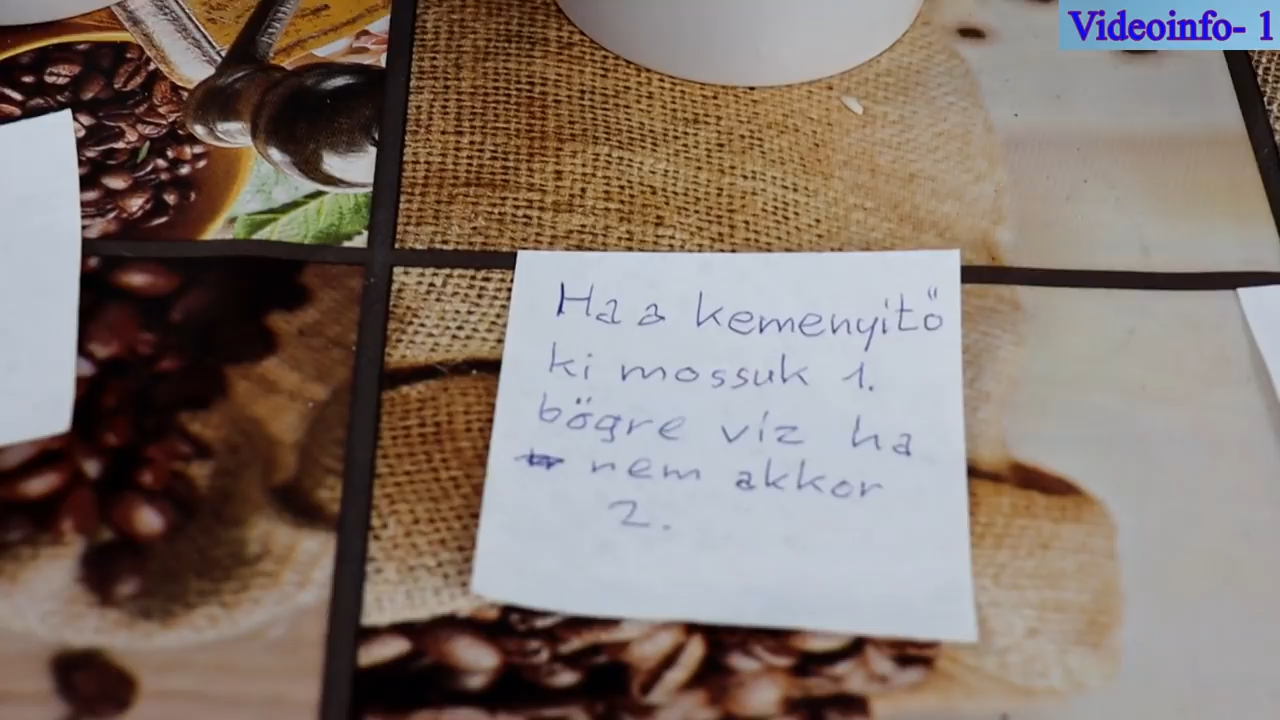 Videoinfo- 1
Ha a kemenyitő
ki mossuk 1.
bögre víz ha
nem akkor
2.